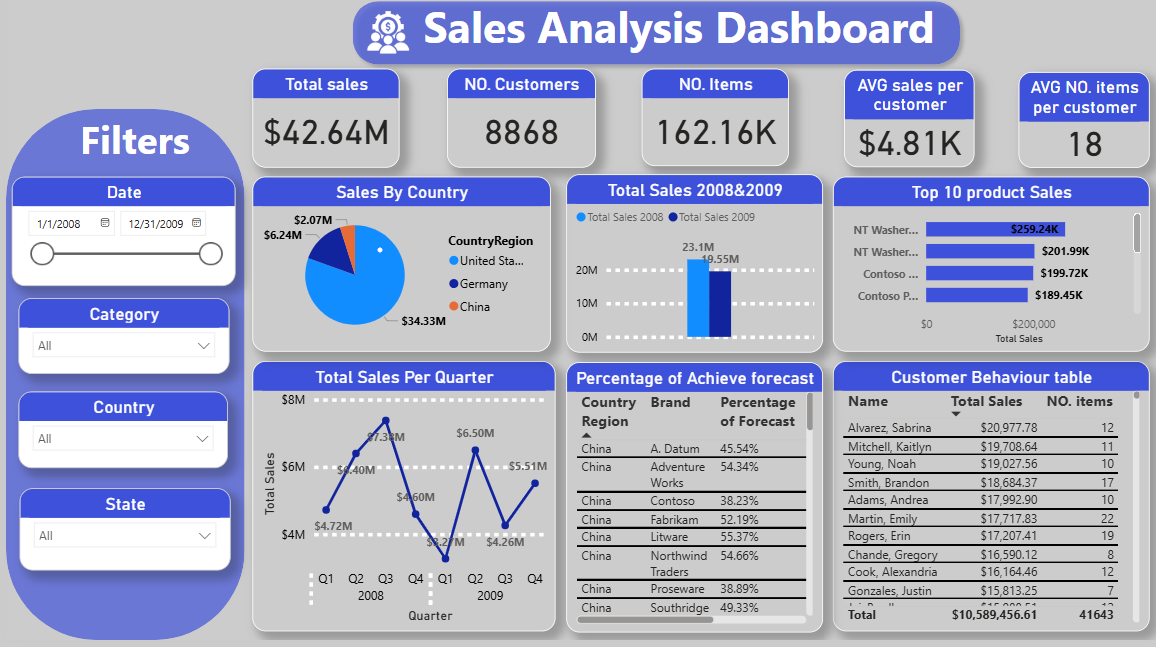 Sales Analysis Dashboard
Total sales
$42.64M
NO. Customers
8868
NO. Items
162.16K
AVG sales per
customer
$4.81K
AVG NO. items
per customer
18
Filters
Date
1/1/2008
12/31/2009
Category
All
Country
All
State
All
Sales By Country
$2.07M
$6.24M
$34.33M
CountryRegion
United Sta...
Germany
China
Total Sales 2008&2009
Total Sales 2008
Total Sales 2009
23.1M
19.55M
20M
10M
0M
Top 10 product Sales
NT Washer... $259.24K
NT Washer... $201.99K
Contoso ... $199.72K
Contoso P... $189.45K
$0 $200,000
Total Sales
Total Sales Per Quarter
$8M
$6M
$4M
Total Sales
$4.72M
$6.40M
$7.38M
$4.60M
$3.27M
$6.50M
$4.26M
$5.51M
Q1 Q2 Q3 Q4 Q1 Q2 Q3 Q4
2008 2009
Quarter
Percentage of Achieve forecast
Country Brand Percentage
Region of Forecast
China A. Datum 45.54%
China Adventure 54.34%
Works
China Contoso 38.23%
China Fabrikam 52.19%
China Litware 55.37%
China Northwind 54.66%
Traders
China Proseware 38.89%
China Southridge 49.33%
Customer Behaviour table
Name Total Sales NO. items
Alvarez, Sabrina $20,977.78 12
Mitchell, Kaitlyn $19,708.64 11
Young, Noah $19,027.56 10
Smith, Brandon $18,684.37 17
Adams, Andrea $17,992.90 10
Martin, Emily $17,717.83 22
Rogers, Erin $17,207.41 19
Chande, Gregory $16,590.12 8
Cook, Alexandria $16,164.46 12
Gonzales, Justin $15,813.25 7
Total $10,589,456.61 41643